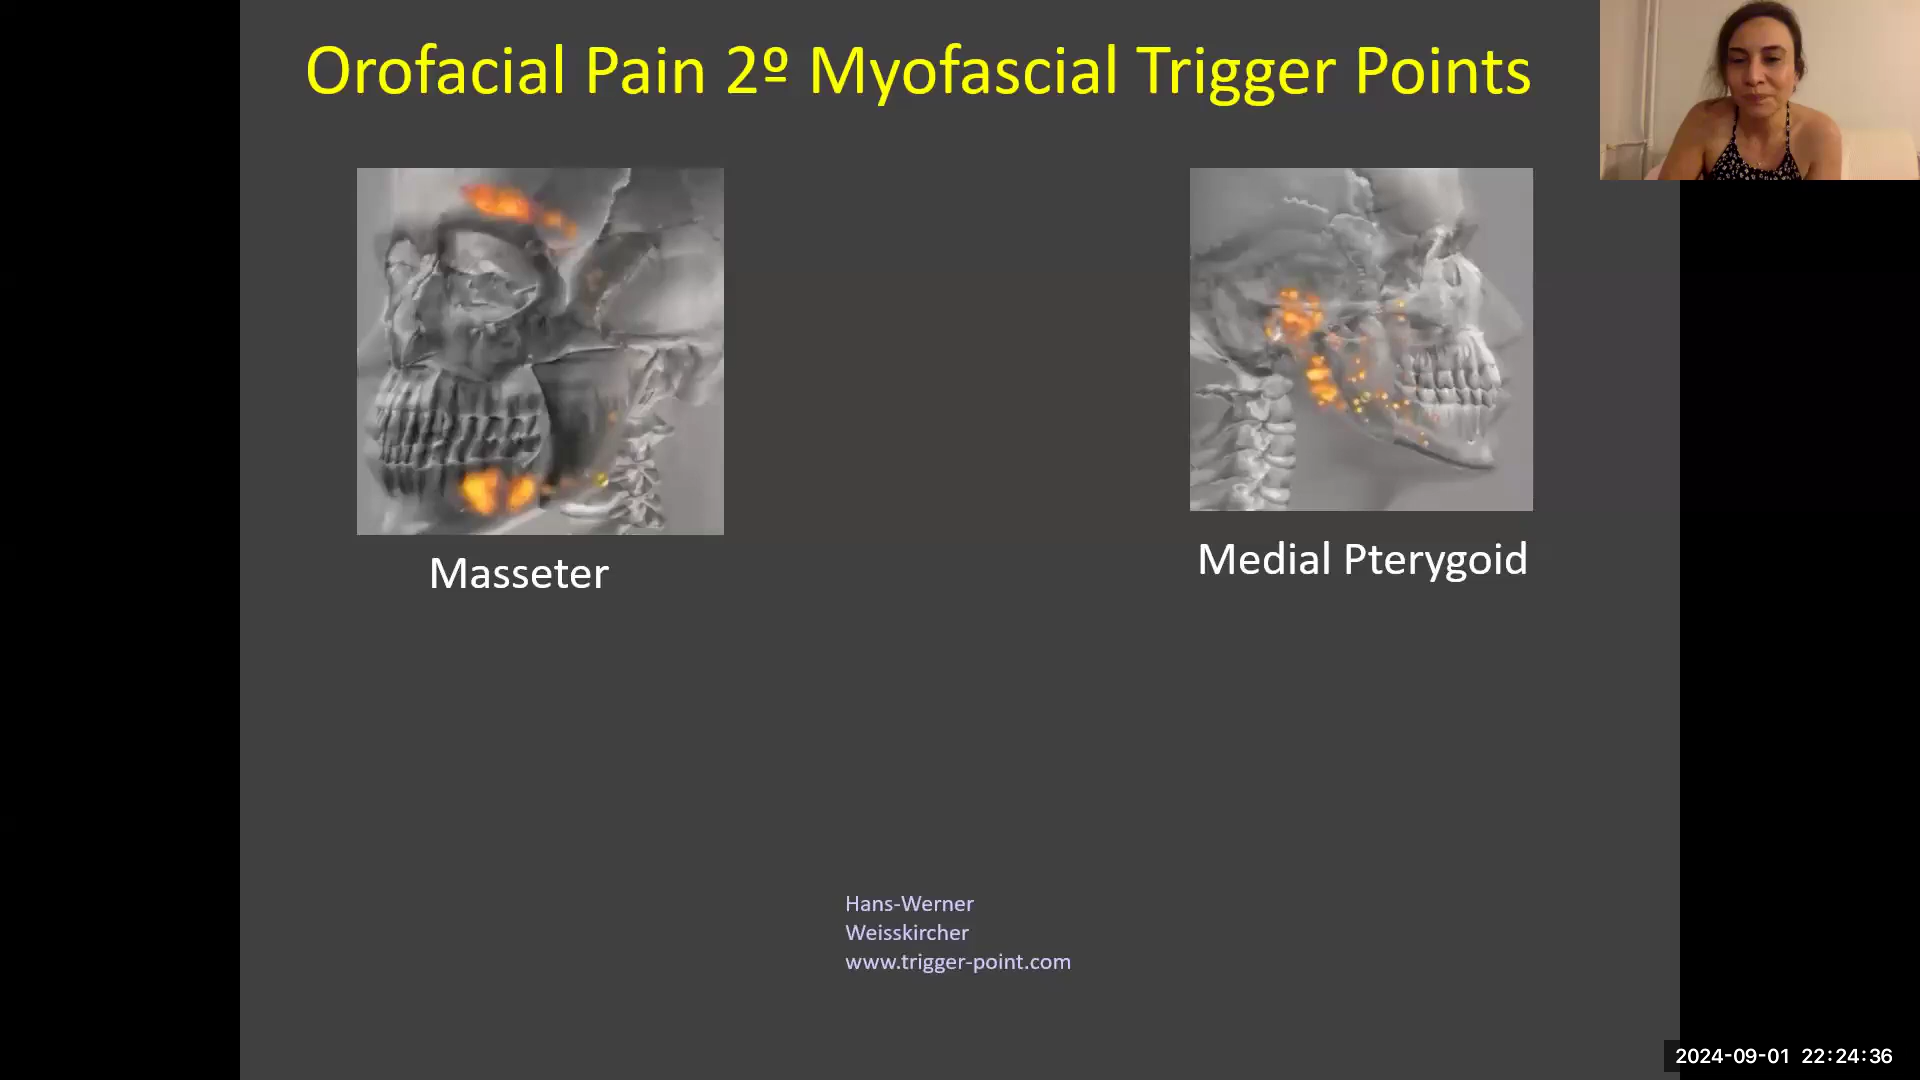 Orofacial Pain 2º Myofascial Trigger Points
Masseter
Medial Pterygoid
Hans-Werner
Weisskircher
www.trigger-point.com
2024-09-01 22:24:36